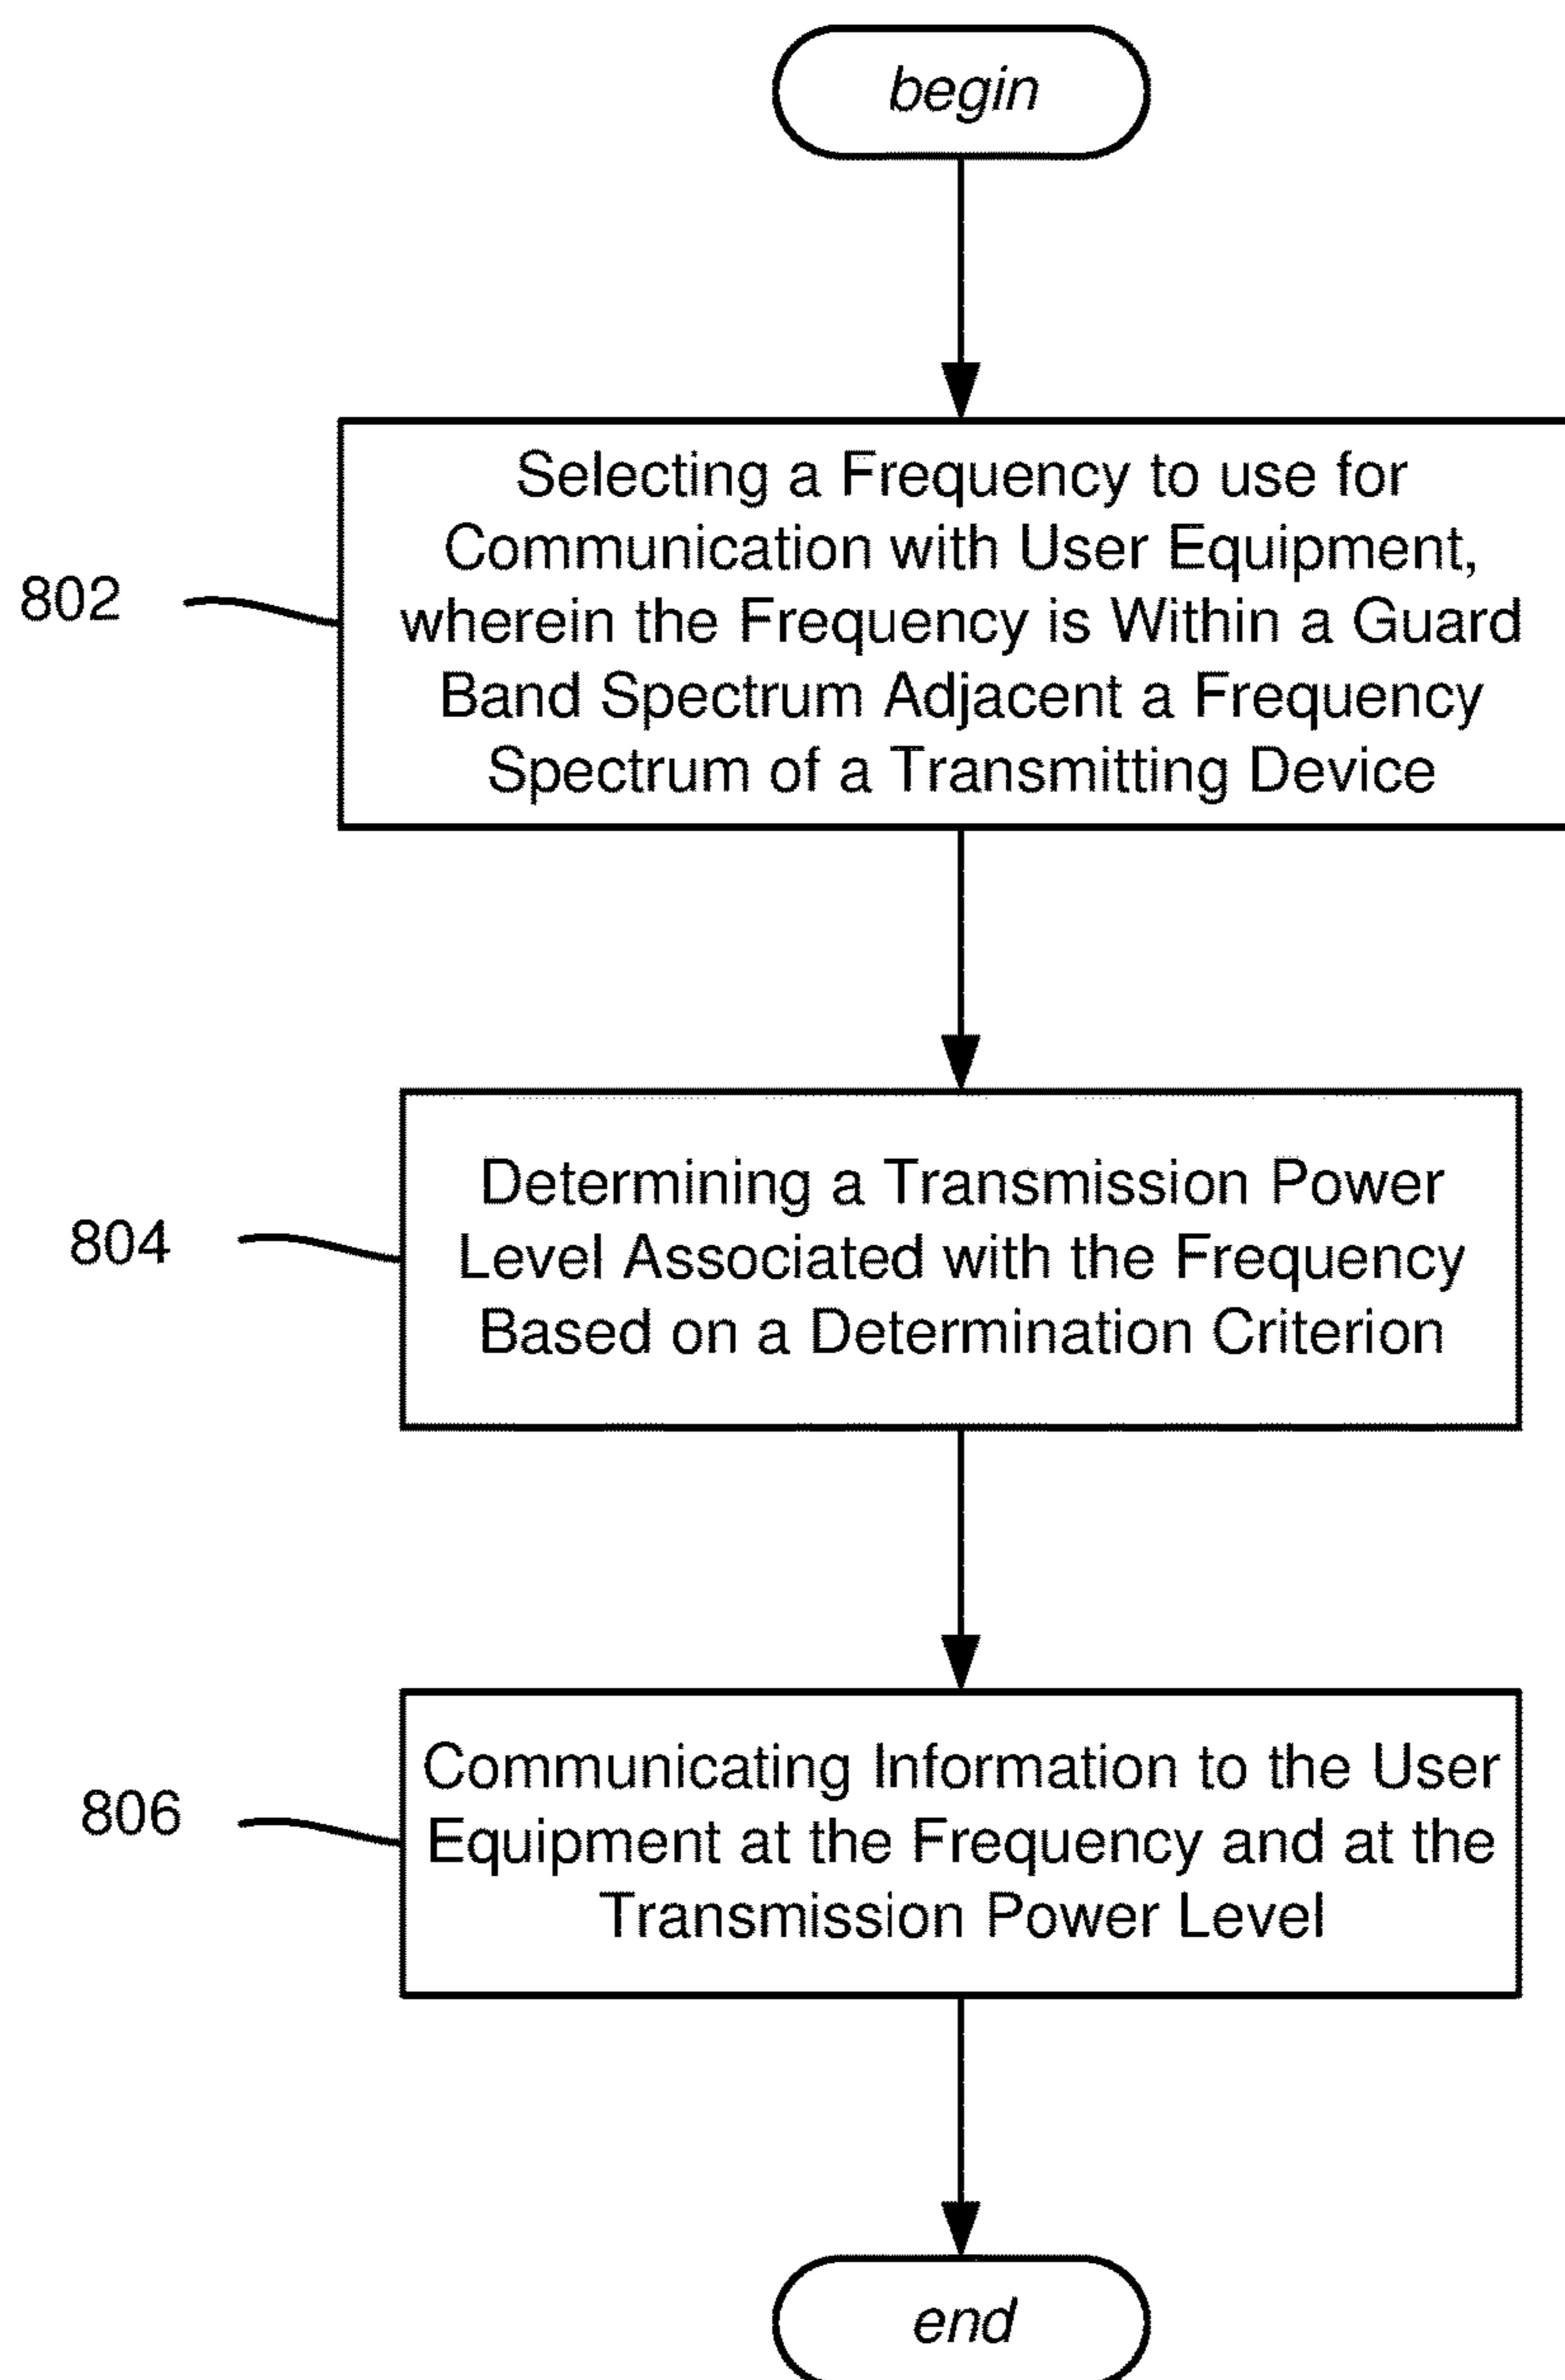 begin
802
Selecting a Frequency to use for
Communication with User Equipment,
wherein the Frequency is Within a Guard
Band Spectrum Adjacent a Frequency
Spectrum of a Transmitting Device
804
Determining a Transmission Power
Level Associated with the Frequency
Based on a Determination Criterion
806
Communicating Information to the User
Equipment at the Frequency and at the
Transmission Power Level
end